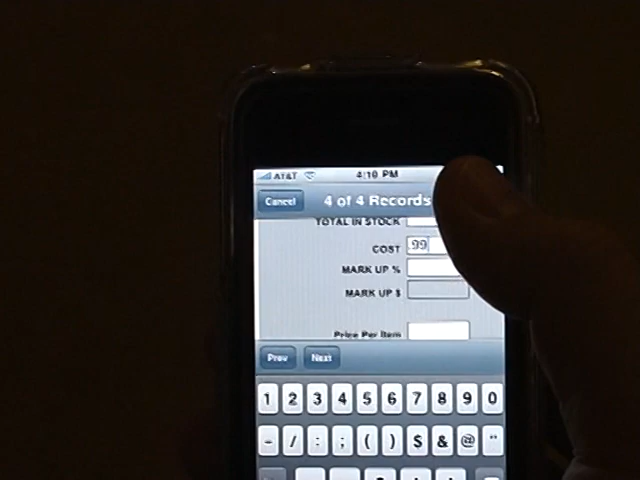 AT&T 4:10 PM
Cancel 4 of 4 Records
TOTAL IN STOCK
COST .99
MARK UP %
MARK UP $
Price Per Item
Prev Next
1 2 3 4 5 6 7 8 9 0
- / : ; ( ) $ & @ "